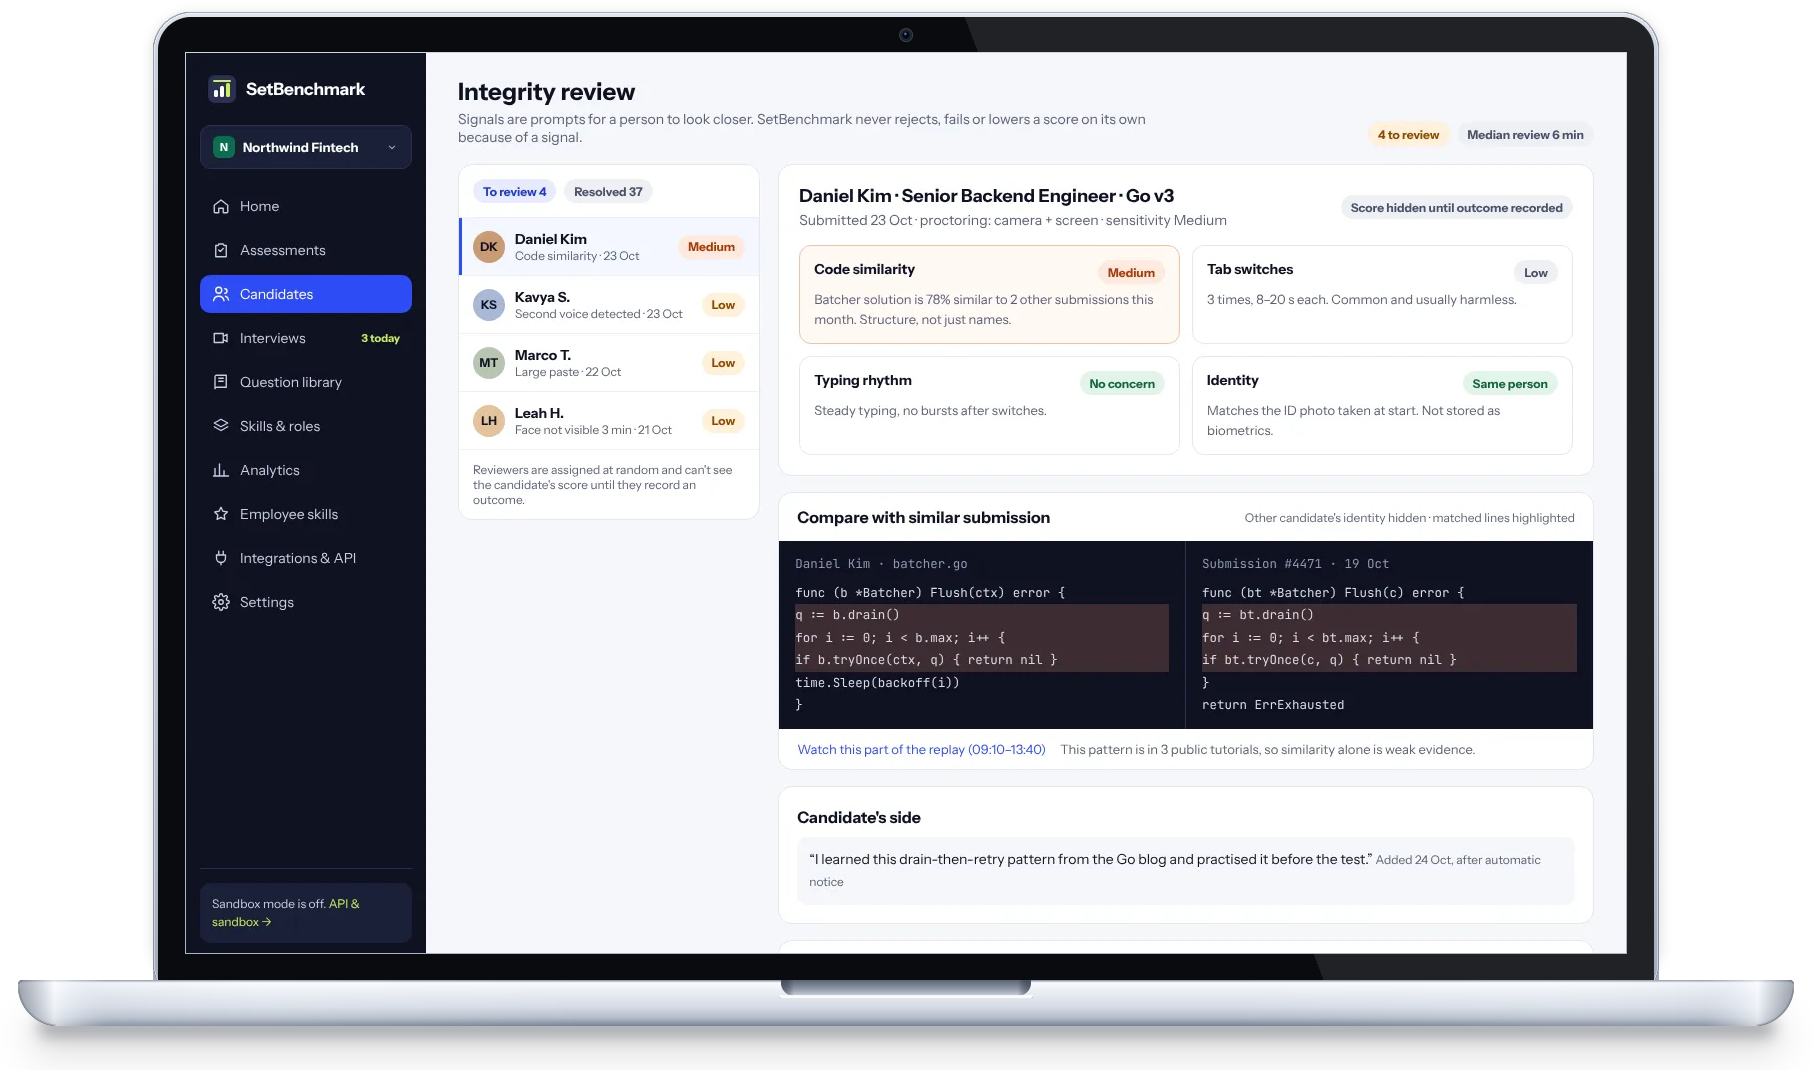 SetBenchmark
N Northwind Fintech
Home
Assessments
Candidates
Interviews 3 today
Question library
Skills & roles
Analytics
Employee skills
Integrations & API
Settings
Sandbox mode is off. API &
sandbox →
Integrity review
Signals are prompts for a person to look closer. SetBenchmark never rejects, fails or lowers a score on its own
because of a signal.
4 to review Median review 6 min
To review 4 Resolved 37
DK Daniel Kim Medium
Code similarity · 23 Oct
KS Kavya S. Low
Second voice detected · 23 Oct
MT Marco T. Low
Large paste · 22 Oct
LH Leah H. Low
Face not visible 3 min · 21 Oct
Reviewers are assigned at random and can't see
the candidate's score until they record an
outcome.
Daniel Kim · Senior Backend Engineer · Go v3
Submitted 23 Oct · proctoring: camera + screen · sensitivity Medium
Score hidden until outcome recorded
Code similarity Medium
Batcher solution is 78% similar to 2 other submissions this
month. Structure, not just names.
Tab switches Low
3 times, 8–20 s each. Common and usually harmless.
Typing rhythm No concern
Steady typing, no bursts after switches.
Identity Same person
Matches the ID photo taken at start. Not stored as
biometrics.
Compare with similar submission
Other candidate's identity hidden · matched lines highlighted
Daniel Kim · batcher.go
func (b *Batcher) Flush(ctx) error {
q := b.drain()
for i := 0; i < b.max; i++ {
if b.tryOnce(ctx, q) { return nil }
time.Sleep(backoff(i))
}
Submission #4471 · 19 Oct
func (bt *Batcher) Flush(c) error {
q := bt.drain()
for i := 0; i < bt.max; i++ {
if bt.tryOnce(c, q) { return nil }
}
return ErrExhausted
Watch this part of the replay (09:10–13:40) This pattern is in 3 public tutorials, so similarity alone is weak evidence.
Candidate's side
“I learned this drain-then-retry pattern from the Go blog and practised it before the test.” Added 24 Oct, after automatic
notice